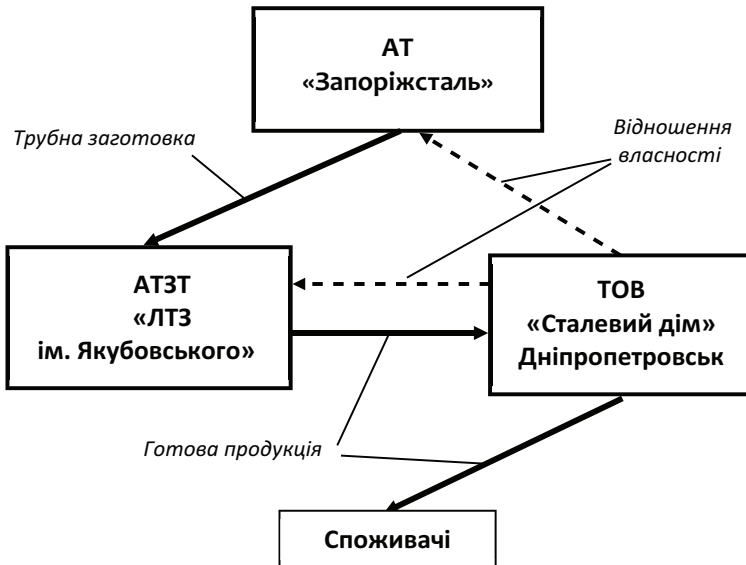 АТ
«Запоріжсталь»
Трубна заготовка
Відношення
власності
АТЗТ
«ЛТЗ
ім. Якубовського»
ТОВ
«Сталевий дім»
Дніпропетровськ
Готова продукція
Споживачі